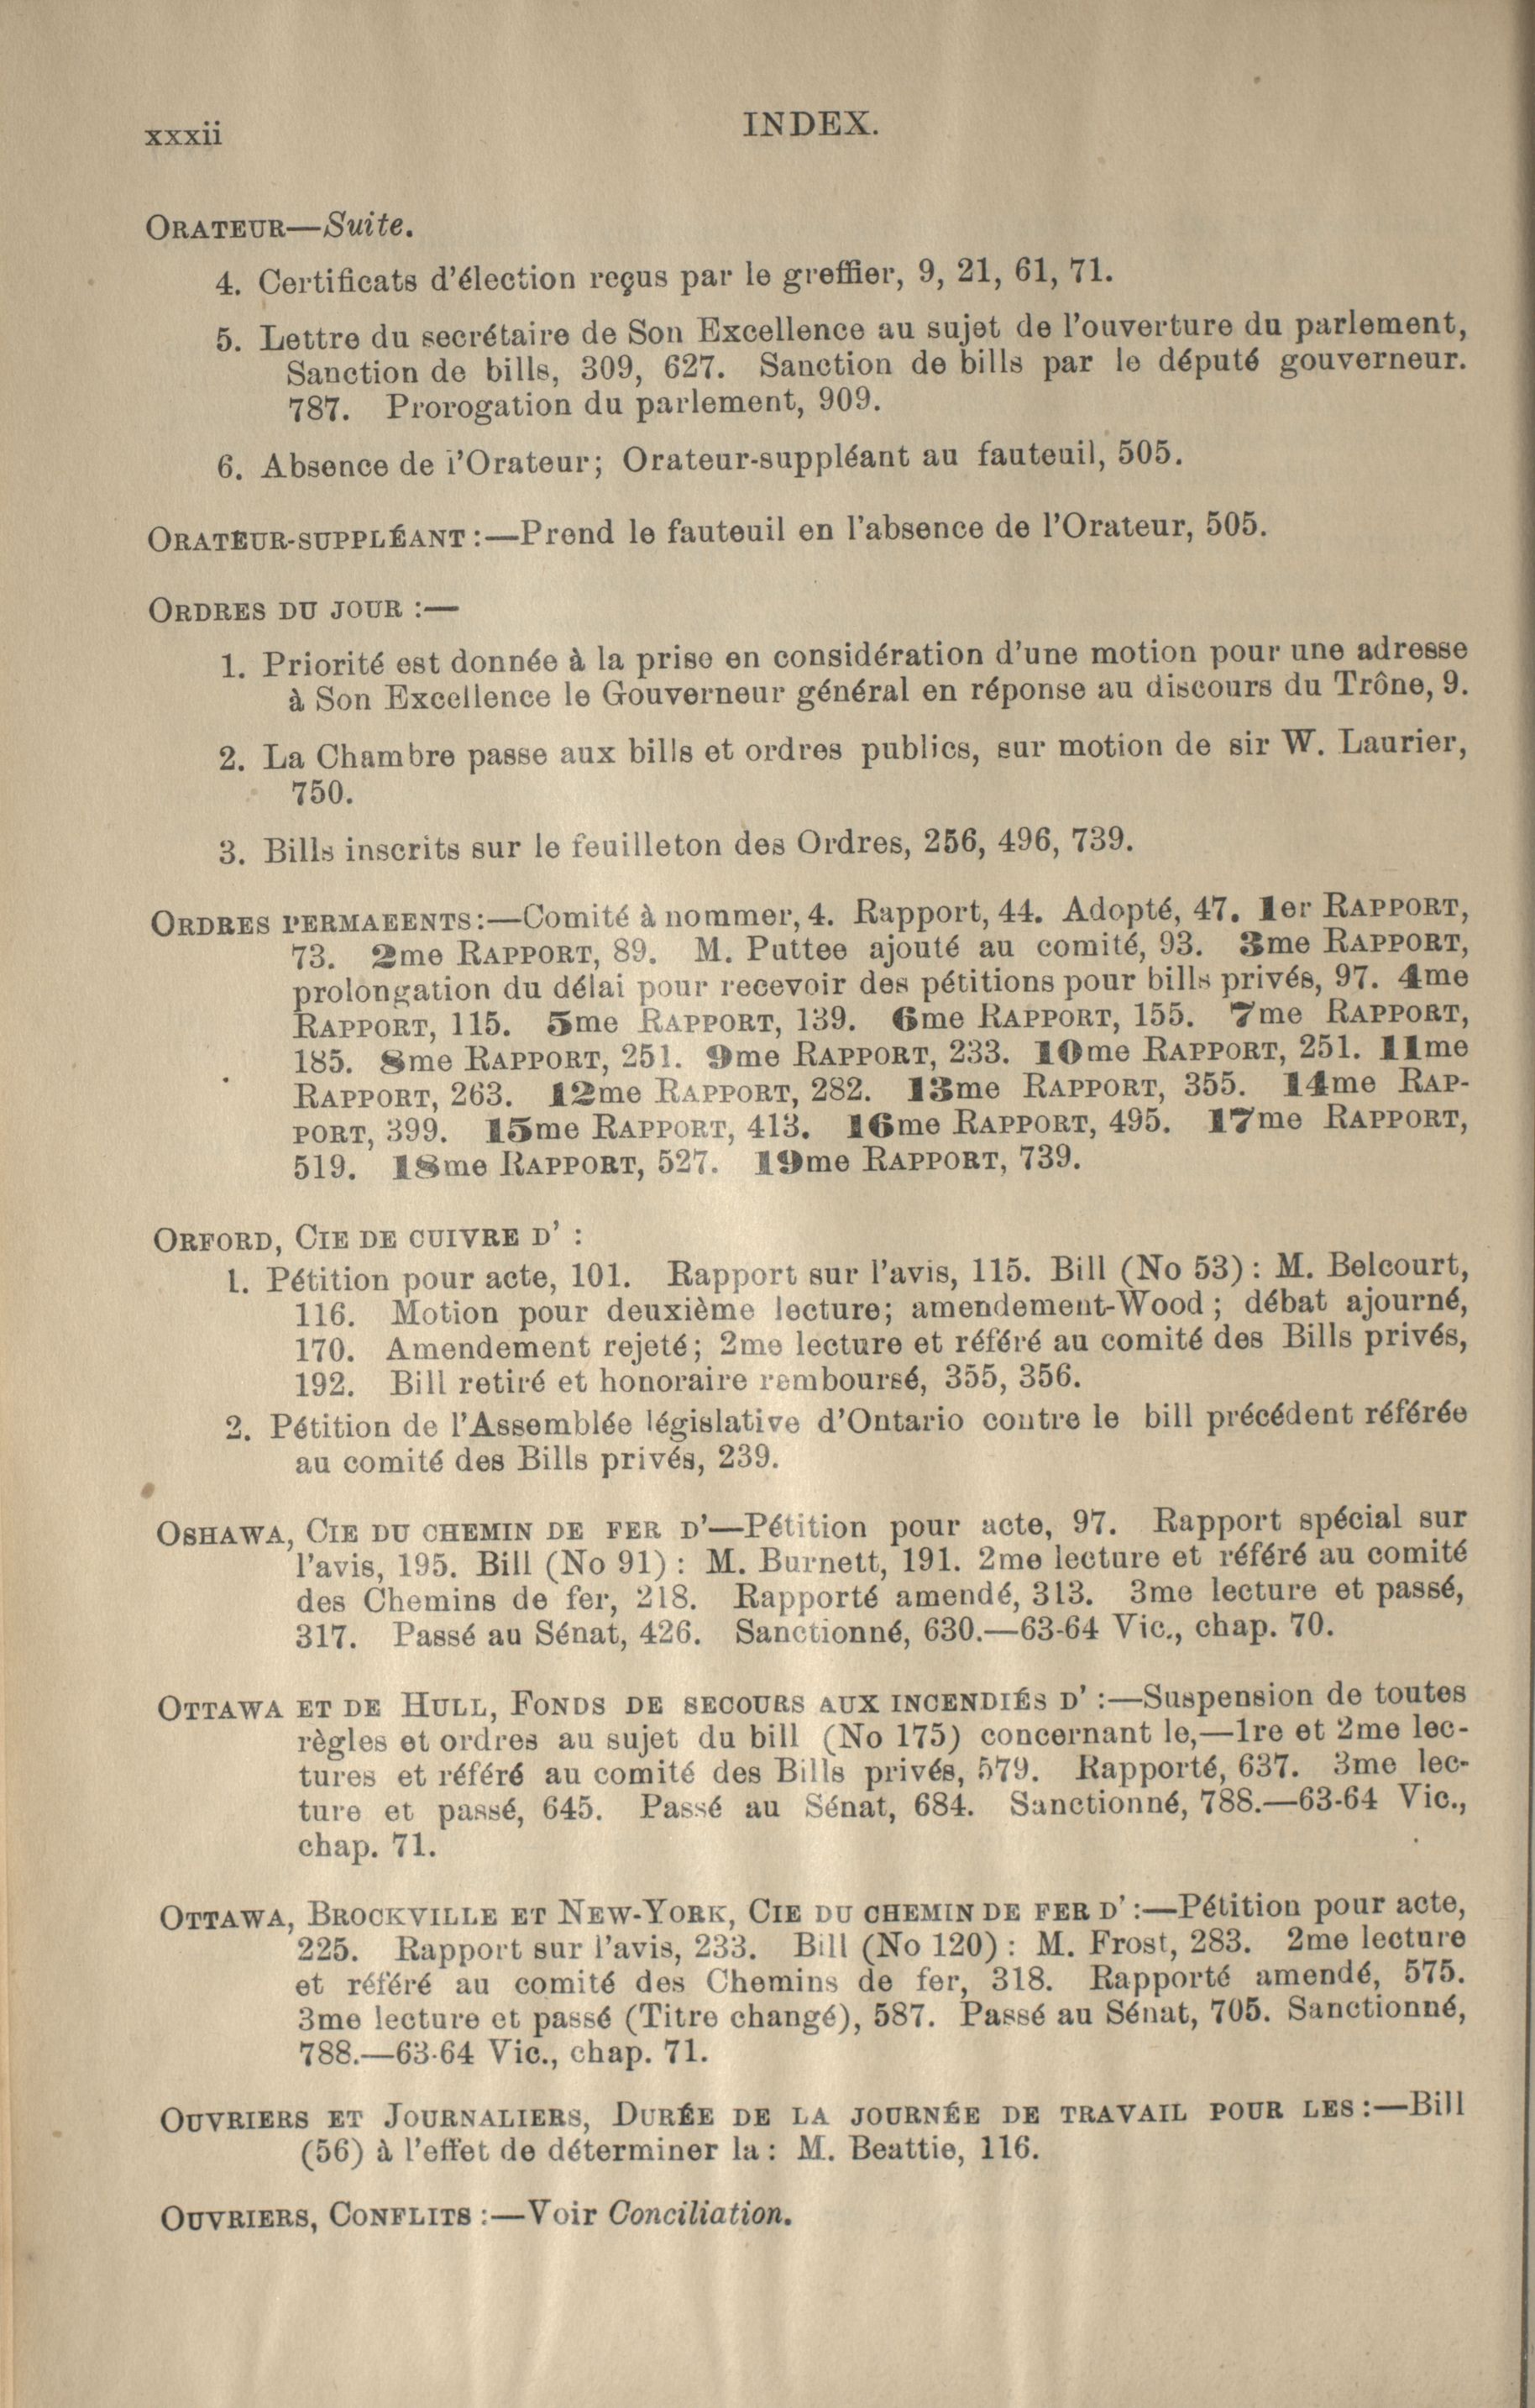 xxxii
INDEX.
ORATEUR—Suite.
4. Certificats d'élection reçus par le greffier, 9, 21, 61, 71.
5. Lettre du secrétaire de Son Excellence au sujet de l'ouverture du parlement,
Sanction de bills, 309, 627. Sanction de bills par le député gouverneur.
787. Prorogation du parlement, 909.
6. Absence de l'Orateur; Orateur-suppléant au fauteuil, 505.
ORATEUR-SUPPLÉANT :—Prend le fauteuil en l'absence de l'Orateur, 505.
ORDRES DU JOUR :—
1. Priorité est donnée à la prise en considération d'une motion pour une adresse
à Son Excellence le Gouverneur général en réponse au discours du Trône, 9.
2. La Chambre passe aux bills et ordres publics, sur motion de sir W. Laurier,
750.
3. Bills inscrits sur le feuilleton des Ordres, 256, 496, 739.
ORDRES PERMAEENTS:—Comité à nommer, 4. Rapport, 44. Adopté, 47. 1er RAPPORT,
73. 2me RAPPORT, 89. M. Puttee ajouté au comité, 93. 3me RAPPORT,
prolongation du délai pour recevoir des pétitions pour bills privés, 97. 4me
RAPPORT, 115. 5me RAPPORT, 139. 6me RAPPORT, 155. 7me RAPPORT,
185. 8me RAPPORT, 251. 9me RAPPORT, 233. 10me RAPPORT, 251. 11me
RAPPORT, 263. 12me RAPPORT, 282. 13me RAPPORT, 355. 14me RAP-
PORT, 399. 15me RAPPORT, 413. 16me RAPPORT, 495. 17me RAPPORT,
519. 18me RAPPORT, 527. 19me RAPPORT, 739.
ORFORD, CIE DE CUIVRE D' :
1. Pétition pour acte, 101. Rapport sur l'avis, 115. Bill (No 53) : M. Belcourt,
116. Motion pour deuxième lecture; amendement-Wood ; débat ajourné,
170. Amendement rejeté; 2me lecture et référé au comité des Bills privés,
192. Bill retiré et honoraire remboursé, 355, 356.
2. Pétition de l'Assemblée législative d'Ontario contre le bill précédent référée
au comité des Bills privés, 239.
OSHAWA, CIE DU CHEMIN DE FER D'—Pétition pour acte, 97. Rapport spécial sur
l'avis, 195. Bill (No 91) : M. Burnett, 191. 2me lecture et référé au comité
des Chemins de fer, 218. Rapporté amendé, 313. 3me lecture et passé,
317. Passé au Sénat, 426. Sanctionné, 630.—63-64 Vic., chap. 70.
OTTAWA ET DE HULL, FONDS DE SECOURS AUX INCENDIÉS D' :—Suspension de toutes
règles et ordres au sujet du bill (No 175) concernant le,—1re et 2me lec-
tures et référé au comité des Bills privés, 579. Rapporté, 637. 3me lec-
ture et passé, 645. Passé au Sénat, 684. Sanctionné, 788.—63-64 Vic.,
chap. 71.
OTTAWA, BROCKVILLE ET NEW-YORK, CIE DU CHEMIN DE FER D' :—Pétition pour acte,
225. Rapport sur l'avis, 233. Bill (No 120) : M. Frost, 283. 2me lecture
et référé au comité des Chemins de fer, 318. Rapporté amendé, 575.
3me lecture et passé (Titre changé), 587. Passé au Sénat, 705. Sanctionné,
788.—63-64 Vic., chap. 71.
OUVRIERS ET JOURNALIERS, DURÉE DE LA JOURNÉE DE TRAVAIL POUR LES :—Bill
(56) à l'effet de déterminer la : M. Beattie, 116.
OUVRIERS, CONFLITS :—Voir Conciliation.